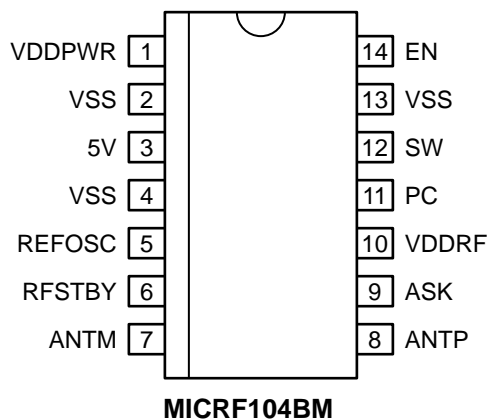 VDDPWR 1 14 EN
VSS 2 13 VSS
5V 3 12 SW
VSS 4 11 PC
REFOSC 5 10 VDDRF
RFSTBY 6 9 ASK
ANTM 7 8 ANTP
MICRF104BM